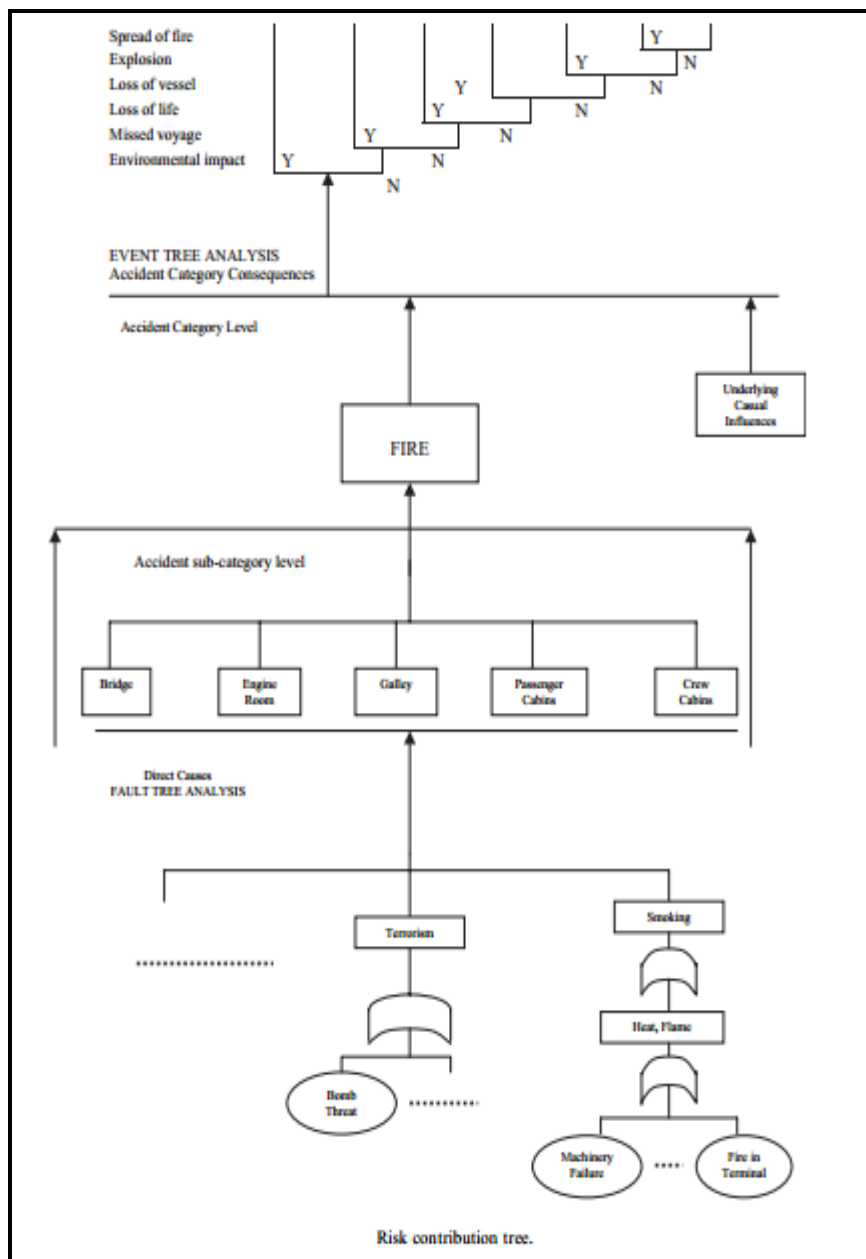 Spread of fire
Y
Explosion
Y
N
Loss of vessel
Y
N
Loss of life
Y
N
Missed voyage
Y
N
Environmental impact
Y
N
N
EVENT TREE ANALYSIS
Accident Category Consequences
Accident Category Level
Underlying
Casual
Influences
FIRE
Accident sub-category level
Bridge
Engine
Room
Galley
Passenger
Cabins
Crew
Cabins
Direct Causes
FAULT TREE ANALYSIS
Terrorism
Smoking
Heat, Flame
Bomb
Threat
Machinery
Failure
Fire in
Terminal
Risk contribution tree.